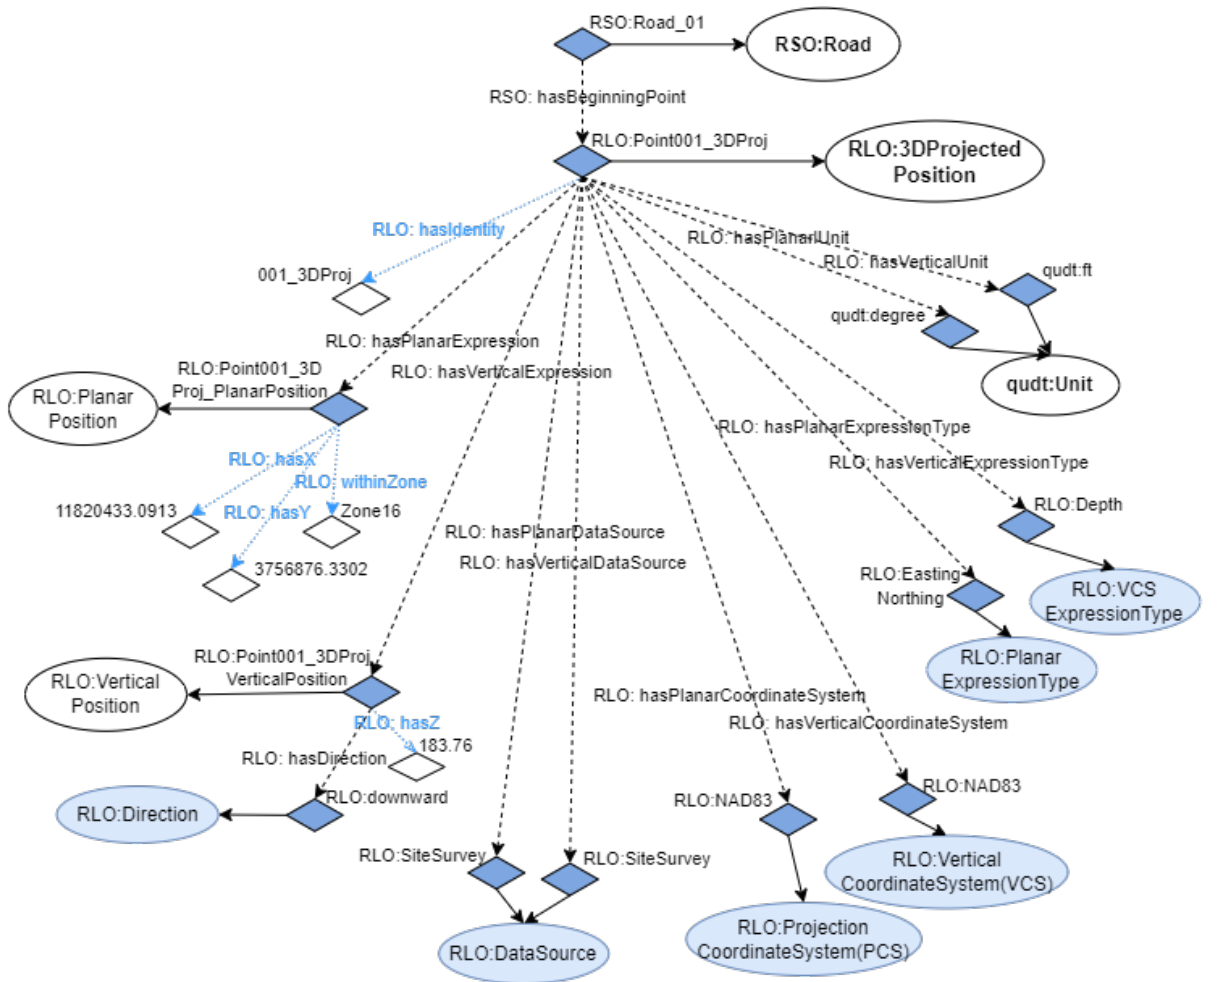 RSO:Road_01
RSO:Road
RSO: hasBeginningPoint
RLO:Point001_3DProj
RLO:3DProjected
Position
RLO: hasIdentity
RLO: hasPlanarlUnit
RLO: hasVerticalUnit
001_3DProj
qudt:ft
qudt:degree
RLO: hasPlanarExpression
RLO:Point001_3D
Proj_PlanarPosition
RLO: hasVerticalExpression
qudt:Unit
RLO:Planar
Position
RLO: hasPlanarExpressionType
RLO: hasX
RLO: hasVerticalExpressionType
RLO: withinZone
11820433.0913
RLO: hasY
Zone16
RLO:Depth
RLO: hasPlanarDataSource
RLO: hasVerticalDataSource
3756876.3302
RLO:Easting
Northing
RLO:VCS
ExpressionType
RLO:Point001_3DProj
VerticalPosition
RLO:Planar
ExpressionType
RLO:Vertical
Position
RLO: hasPlanarCoordinateSystem
RLO: hasZ
RLO: hasVerticalCoordinateSystem
183.76
RLO: hasDirection
RLO:NAD83
RLO:downward
RLO:NAD83
RLO:Direction
RLO:SiteSurvey
RLO:SiteSurvey
RLO:Vertical
CoordinateSystem(VCS)
RLO:Projection
CoordinateSystem(PCS)
RLO:DataSource